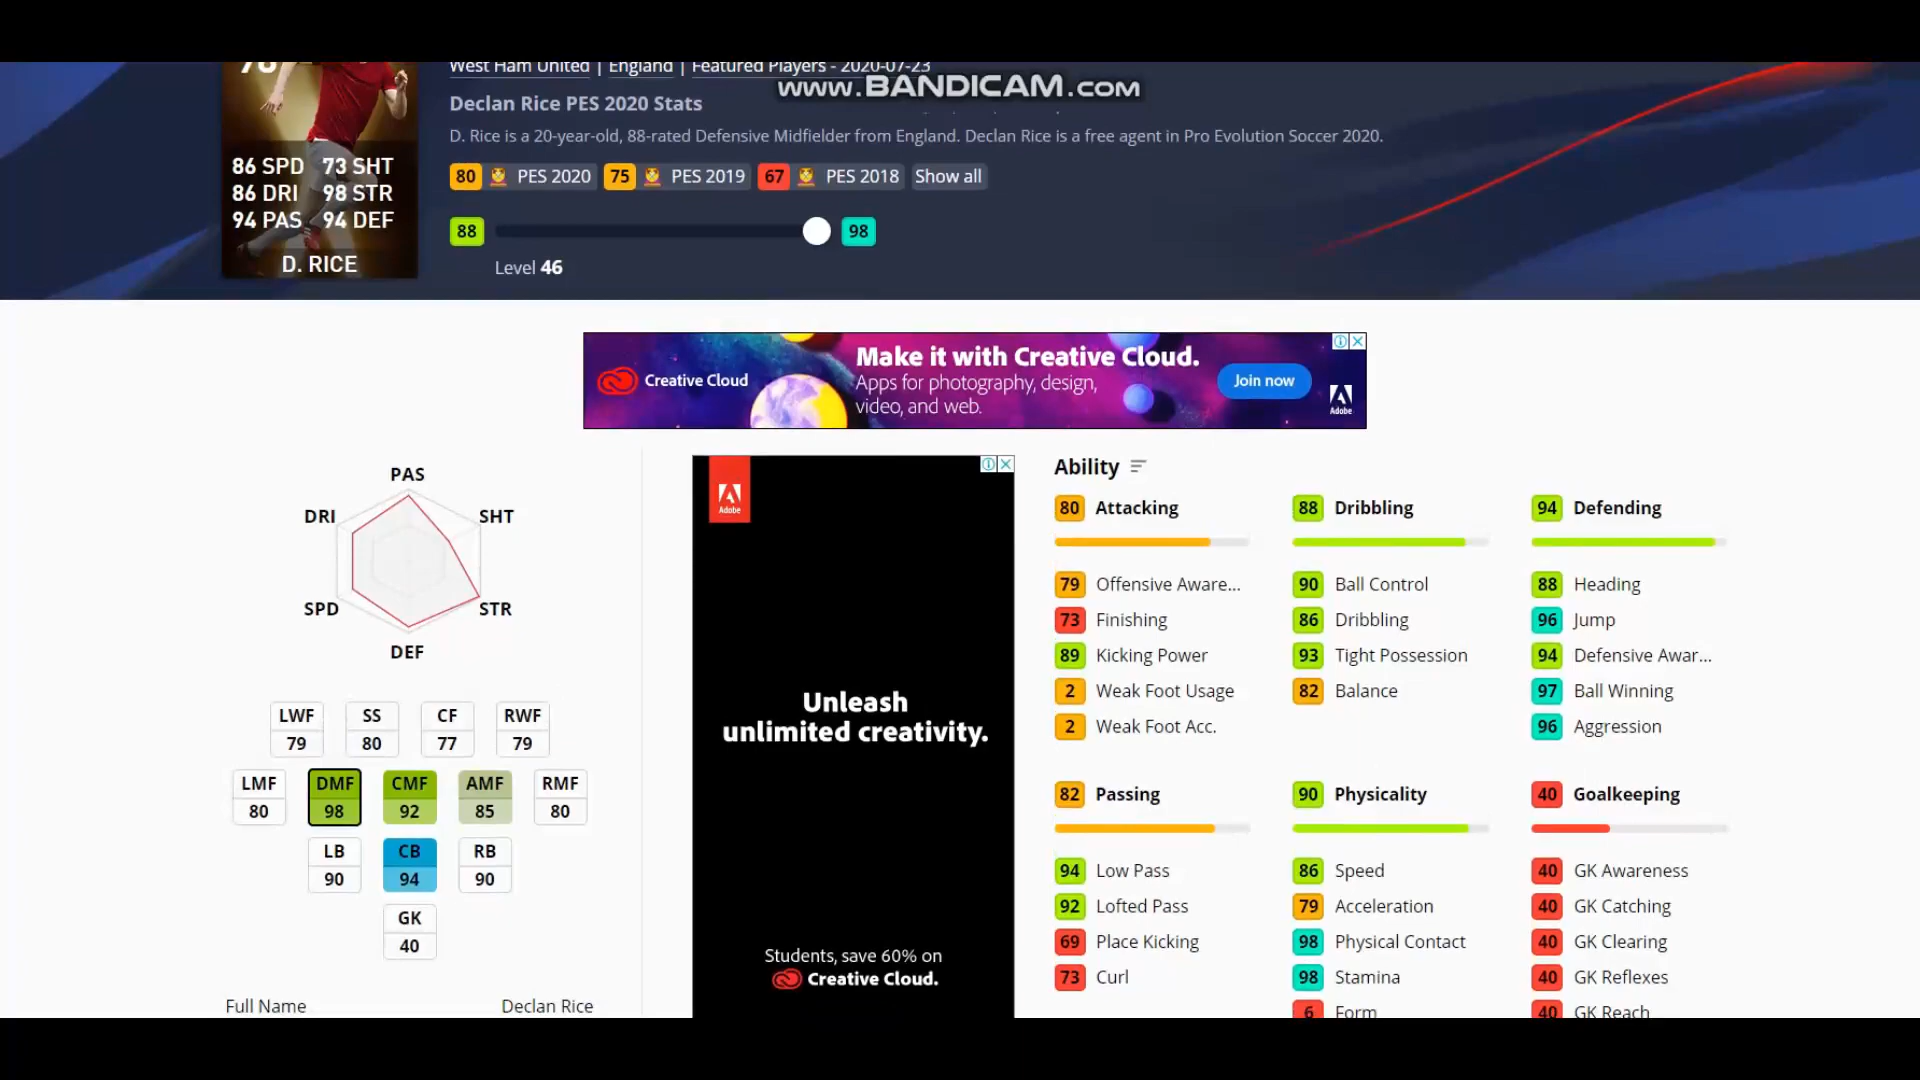 78
West Ham United | England | Featured Players - 2020-07-23
www.BANDICAM.com
Declan Rice PES 2020 Stats
D. Rice is a 20-year-old, 88-rated Defensive Midfielder from England. Declan Rice is a free agent in Pro Evolution Soccer 2020.
86 SPD 73 SHT
86 DRI 98 STR
94 PAS 94 DEF
D. RICE
80 PES 2020 75 PES 2019 67 PES 2018 Show all
88 98
Level 46
Creative Cloud
Make it with Creative Cloud.
Apps for photography, design,
video, and web.
Join now
Adobe
PAS
DRI SHT
SPD STR
DEF
LWF SS CF RWF
79 80 77 79
LMF DMF CMF AMF RMF
80 98 92 85 80
LB CB RB
90 94 90
GK
40
Full Name Declan Rice
Adobe
Unleash
unlimited creativity.
Students, save 60% on
Creative Cloud.
Ability
80 Attacking
79 Offensive Aware...
73 Finishing
89 Kicking Power
2 Weak Foot Usage
2 Weak Foot Acc.
88 Dribbling
90 Ball Control
86 Dribbling
93 Tight Possession
82 Balance
94 Defending
88 Heading
96 Jump
94 Defensive Awar...
97 Ball Winning
96 Aggression
82 Passing
94 Low Pass
92 Lofted Pass
69 Place Kicking
73 Curl
90 Physicality
86 Speed
79 Acceleration
98 Physical Contact
98 Stamina
6 Form
40 Goalkeeping
40 GK Awareness
40 GK Catching
40 GK Clearing
40 GK Reflexes
40 GK Reach